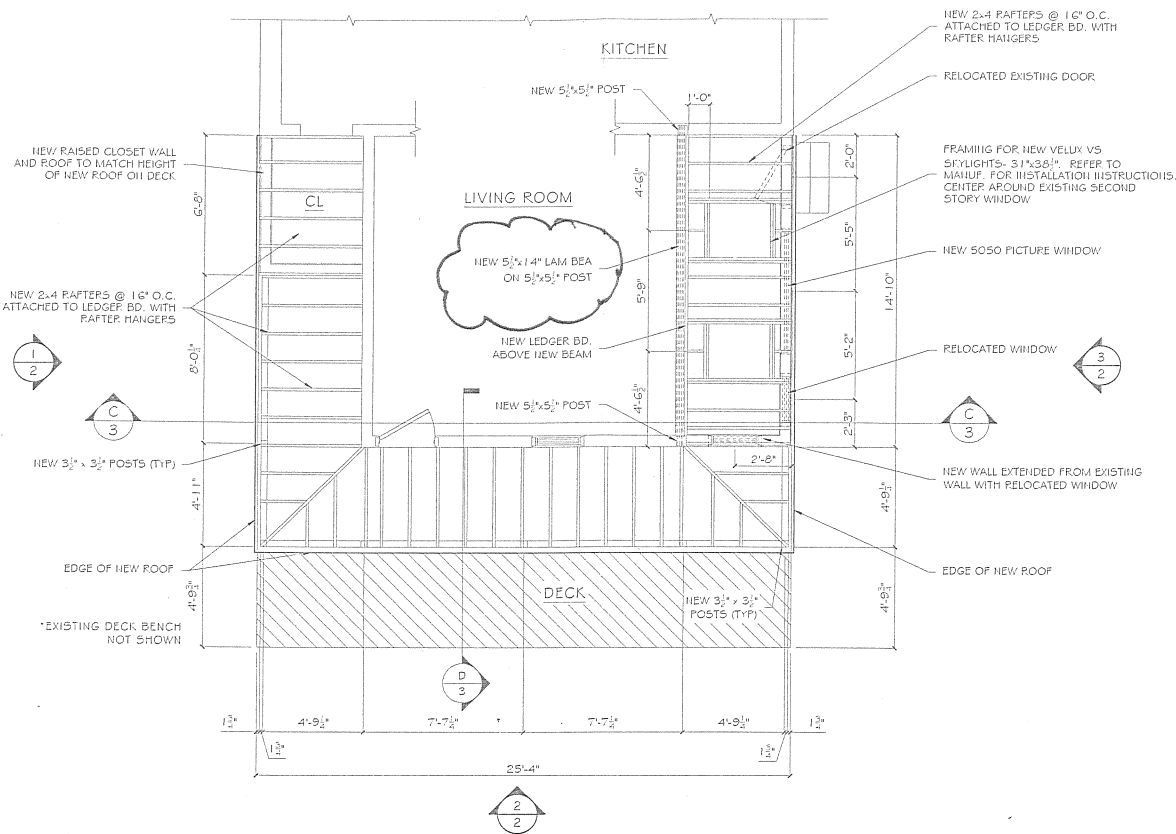 NEW 2x4 RAFTERS @ 16" O.C.
ATTACHED TO LEDGER BD. WITH
RAFTER HANGERS
KITCHEN
RELOCATED EXISTING DOOR
NEW 5½"x5½" POST
1'-0"
NEW RAISED CLOSET WALL
AND ROOF TO MATCH HEIGHT
OF NEW ROOF ON DECK
FRAMING FOR NEW VELUX VS
SKYLIGHTS- 31"x38½". REFER TO
MANUF. FOR INSTALLATION INSTRUCTIONS.
CENTER AROUND EXISTING SECOND
STORY WINDOW
6'-8"
CL
LIVING ROOM
4'-6½"
2'-0"
5'-5"
14'-10"
NEW 5½"x14" LAM BEA
ON 5½"x5½" POST
NEW 5050 PICTURE WINDOW
5'-9"
NEW 2x4 RAFTERS @ 16" O.C.
ATTACHED TO LEDGER BD. WITH
RAFTER HANGERS
NEW LEDGER BD.
ABOVE NEW BEAM
5'-2"
RELOCATED WINDOW
1
2
8'-0¼"
3
2
C
3
NEW 5½"x5½" POST
4'-6½"
2'-3"
C
3
NEW 3½" x 3½" POSTS (TYP)
2'-8"
NEW WALL EXTENDED FROM EXISTING
WALL WITH RELOCATED WINDOW
4'-11"
4'-9¼"
EDGE OF NEW ROOF
EDGE OF NEW ROOF
4'-9¾"
DECK
NEW 3½" x 3½"
POSTS (TYP)
4'-9¾"
*EXISTING DECK BENCH
NOT SHOWN
D
3
4'-9¼"
7'-7¼"
7'-7¼"
4'-9¼"
25'-4"
2
2